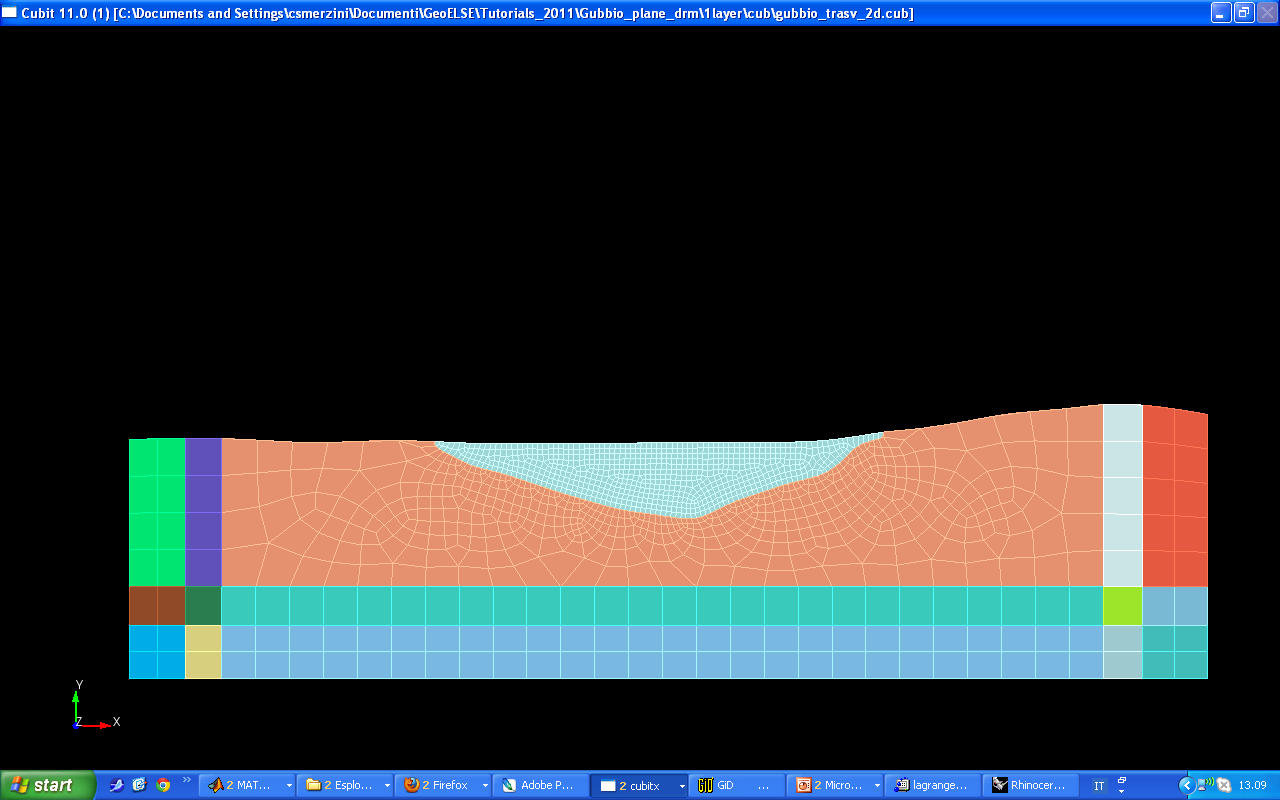 Cubit 11.0 (1) [C:\Documents and Settings\csmerzini\Documenti\GeoELSE\Tutorials_2011\Gubbio_plane_drm\1layer\cub\gubbio_trasv_2d.cub]
Y
Z X
start 2 MAT... 2 Esplo... 2 Firefox Adobe P... 2 cubitx GiD ... 2 Micro... lagrange... Rhinocer... IT 13.09